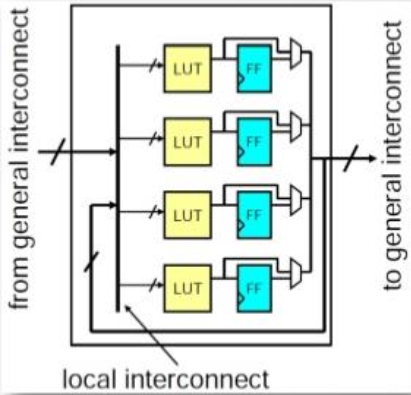 from general interconnect
LUT
FF
LUT
FF
LUT
FF
LUT
FF
to general interconnect
local interconnect